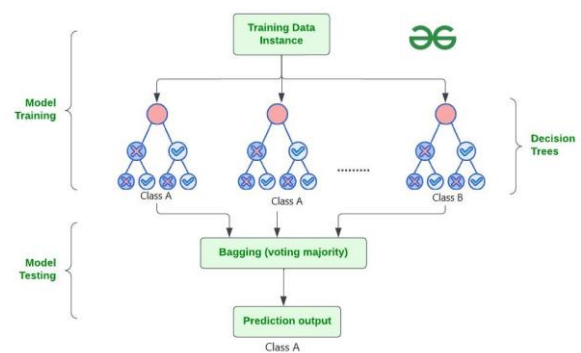 Training Data
Instance
Model
Training
Decision
Trees
.........
Class A
Class A
Class B
Bagging (voting majority)
Model
Testing
Prediction output
Class A